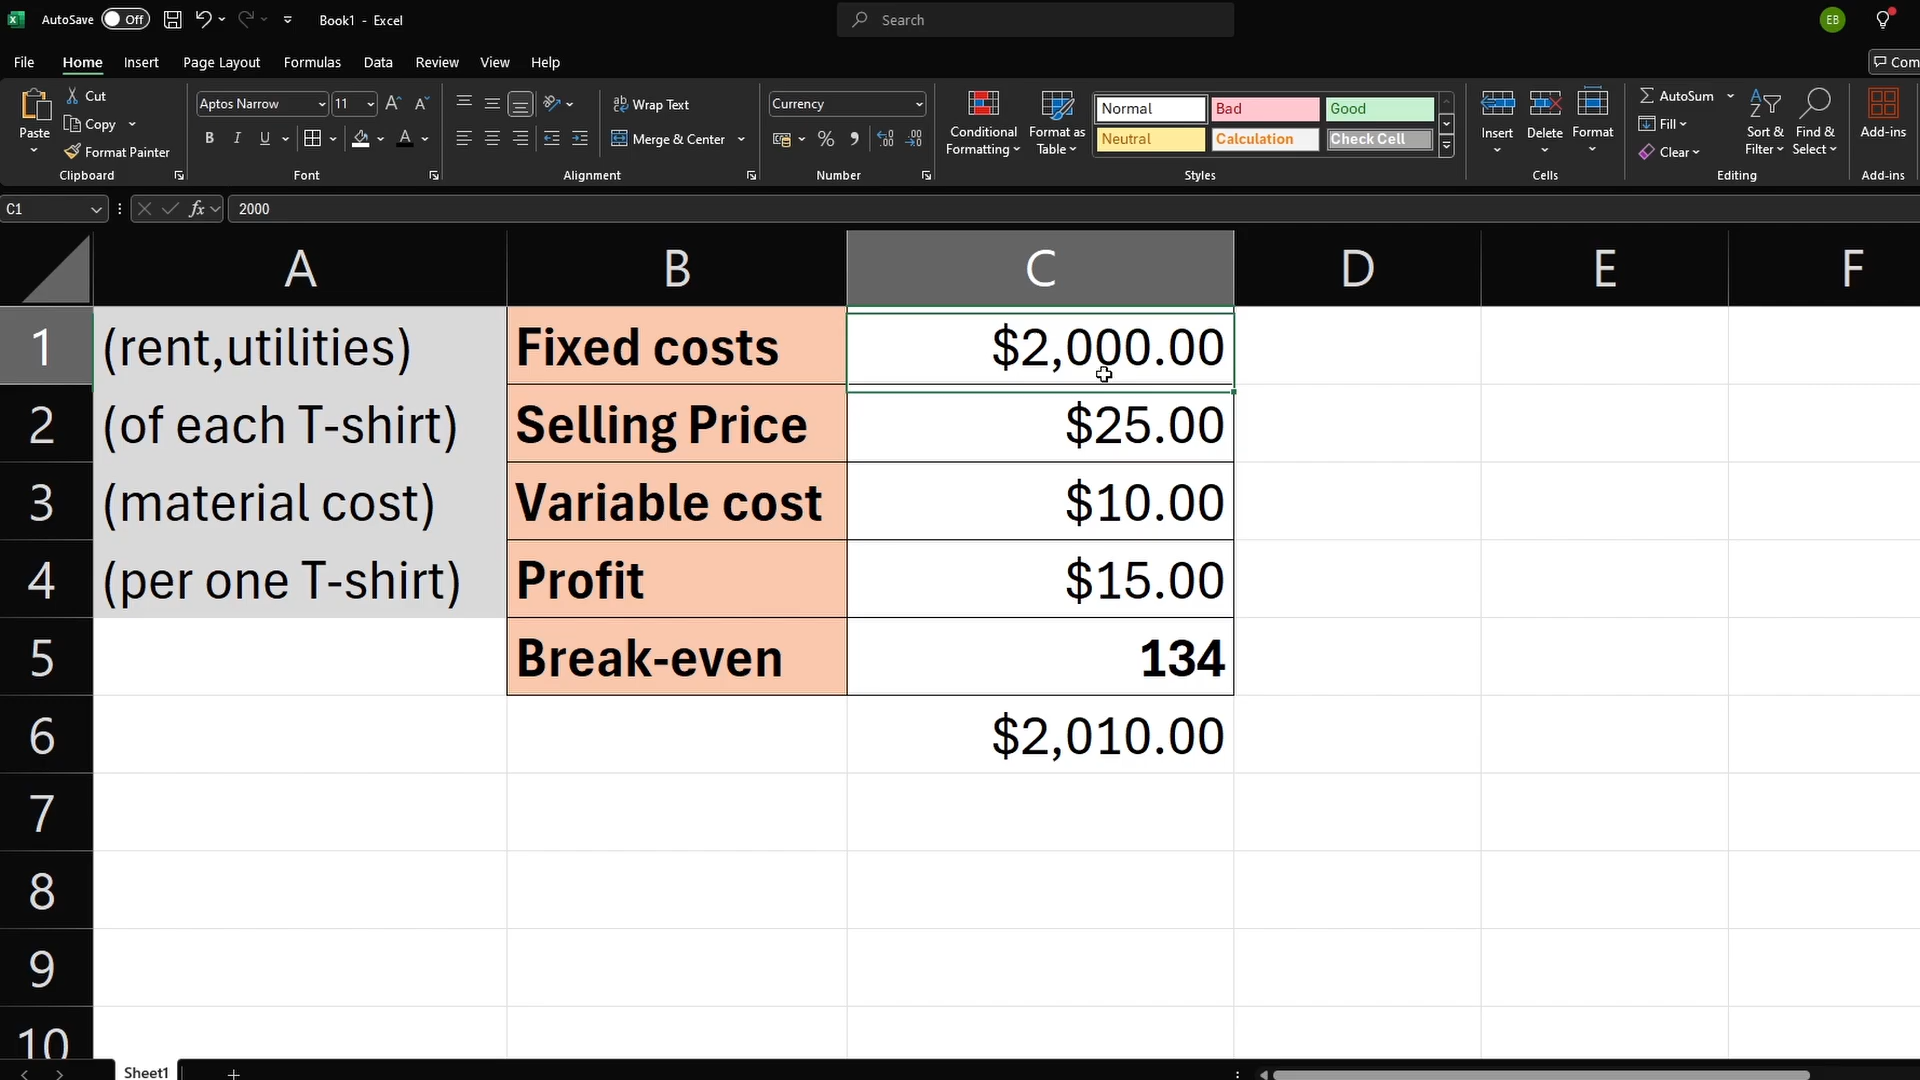 AutoSave Off Book1 - Excel Search EB
File Home Insert Page Layout Formulas Data Review View Help
Paste Cut Copy Format Painter Clipboard
Aptos Narrow 11 B I U A Font
Wrap Text Merge & Center Alignment
Currency % Number
Conditional Formatting Format as Table Normal Bad Good Neutral Calculation Check Cell Styles
Insert Delete Format Cells
AutoSum Fill Clear Sort & Filter Find & Select Editing
Add-ins Add-ins
C1 fx 2000
A B C D E F
1 (rent,utilities) Fixed costs $2,000.00
2 (of each T-shirt) Selling Price $25.00
3 (material cost) Variable cost $10.00
4 (per one T-shirt) Profit $15.00
5 Break-even 134
6 $2,010.00
7
8
9
10
Sheet1